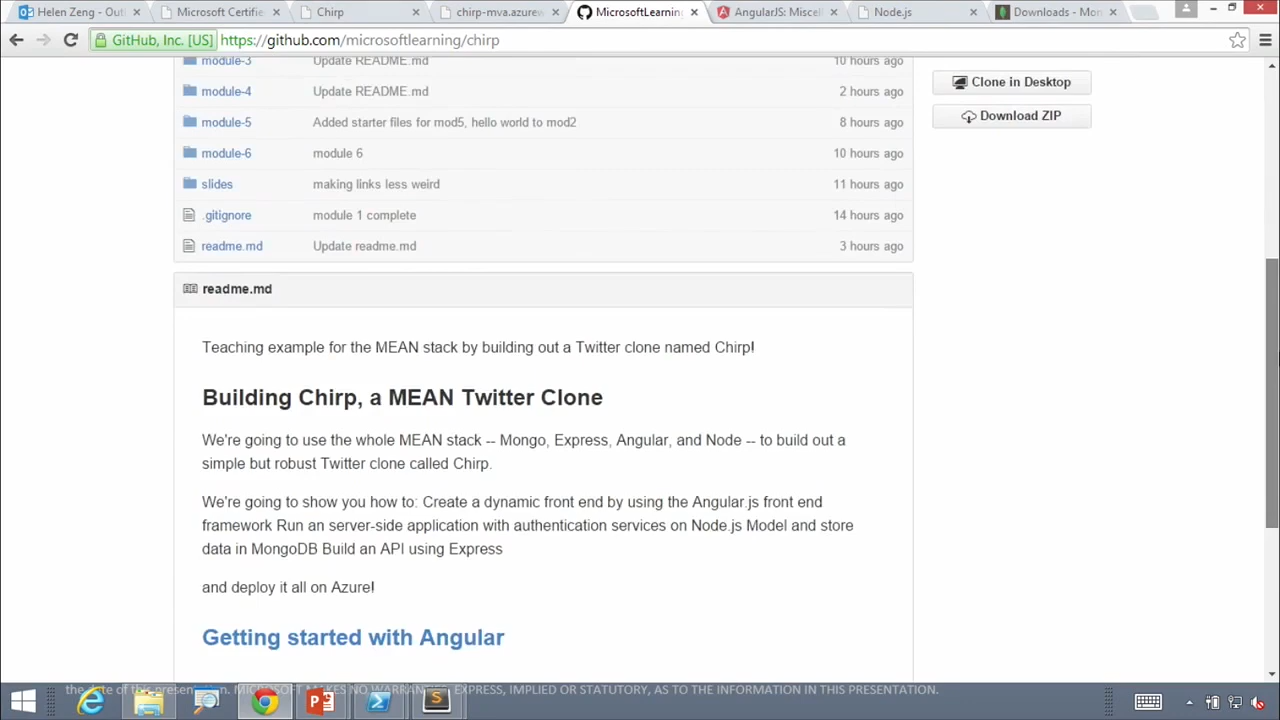 Helen Zeng - Outl
Microsoft Certifie
Chirp
chirp-mva.azurew
MicrosoftLearning
AngularJS: Miscell
Node.js
Downloads - Mon
GitHub, Inc. [US]
https://github.com/microsoftlearning/chirp
module-3 Update README.md 10 hours ago
module-4 Update README.md 2 hours ago
module-5 Added starter files for mod5, hello world to mod2 8 hours ago
module-6 module 6 10 hours ago
slides making links less weird 11 hours ago
.gitignore module 1 complete 14 hours ago
readme.md Update readme.md 3 hours ago
Clone in Desktop
Download ZIP
readme.md
Teaching example for the MEAN stack by building out a Twitter clone named Chirp!
Building Chirp, a MEAN Twitter Clone
We're going to use the whole MEAN stack -- Mongo, Express, Angular, and Node -- to build out a
simple but robust Twitter clone called Chirp.
We're going to show you how to: Create a dynamic front end by using the Angular.js front end
framework Run an server-side application with authentication services on Node.js Model and store
data in MongoDB Build an API using Express
and deploy it all on Azure!
Getting started with Angular
the date of this presentation. MICROSOFT MAKES NO WARRANTIES, EXPRESS, IMPLIED OR STATUTORY, AS TO THE INFORMATION IN THIS PRESENTATION.